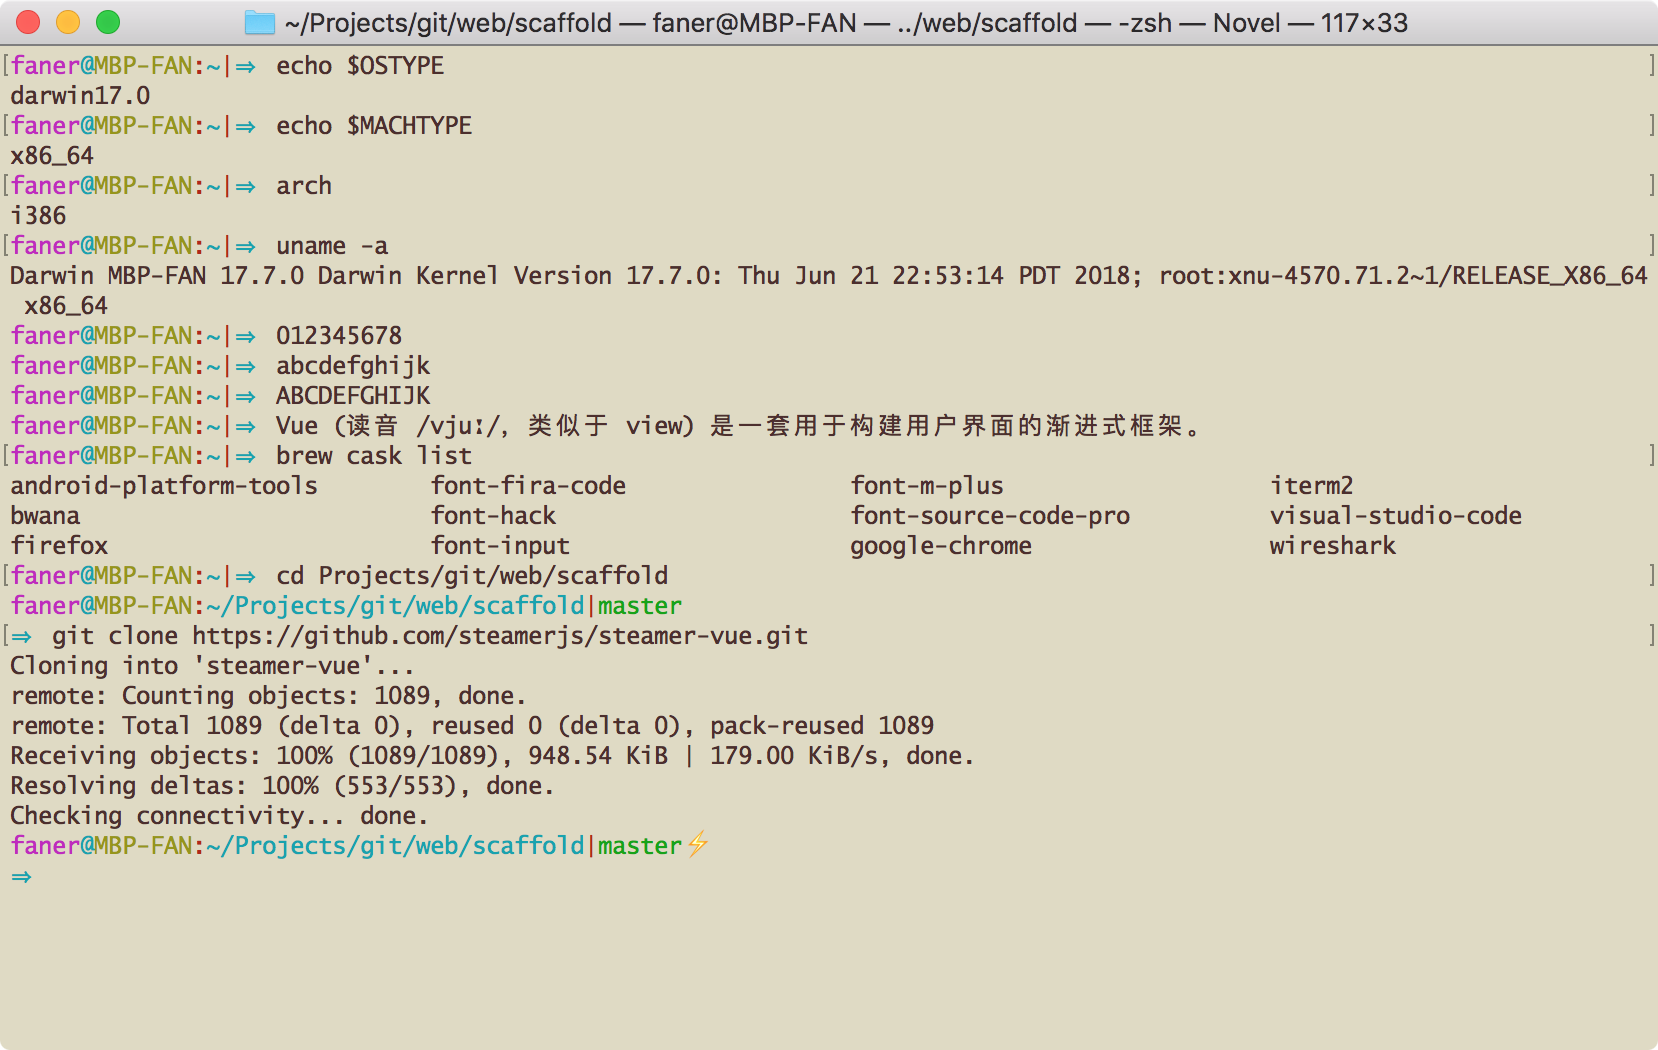 ~/Projects/git/web/scaffold — faner@MBP-FAN — ../web/scaffold — -zsh — Novel — 117×33
[faner@MBP-FAN:~|⇒  echo $OSTYPE ]
darwin17.0
[faner@MBP-FAN:~|⇒  echo $MACHTYPE ]
x86_64
[faner@MBP-FAN:~|⇒  arch ]
i386
[faner@MBP-FAN:~|⇒  uname -a ]
Darwin MBP-FAN 17.7.0 Darwin Kernel Version 17.7.0: Thu Jun 21 22:53:14 PDT 2018; root:xnu-4570.71.2~1/RELEASE_X86_64
 x86_64
faner@MBP-FAN:~|⇒  012345678
faner@MBP-FAN:~|⇒  abcdefghijk
faner@MBP-FAN:~|⇒  ABCDEFGHIJK
faner@MBP-FAN:~|⇒  Vue (读音 /vjuː/, 类似于 view) 是一套用于构建用户界面的渐进式框架。
[faner@MBP-FAN:~|⇒  brew cask list ]
android-platform-tools        font-fira-code                font-m-plus                   iterm2
bwana                         font-hack                     font-source-code-pro          visual-studio-code
firefox                       font-input                    google-chrome                 wireshark
[faner@MBP-FAN:~|⇒  cd Projects/git/web/scaffold ]
faner@MBP-FAN:~/Projects/git/web/scaffold|master
[⇒  git clone https://github.com/steamerjs/steamer-vue.git ]
Cloning into 'steamer-vue'...
remote: Counting objects: 1089, done.
remote: Total 1089 (delta 0), reused 0 (delta 0), pack-reused 1089
Receiving objects: 100% (1089/1089), 948.54 KiB | 179.00 KiB/s, done.
Resolving deltas: 100% (553/553), done.
Checking connectivity... done.
faner@MBP-FAN:~/Projects/git/web/scaffold|master⚡
⇒